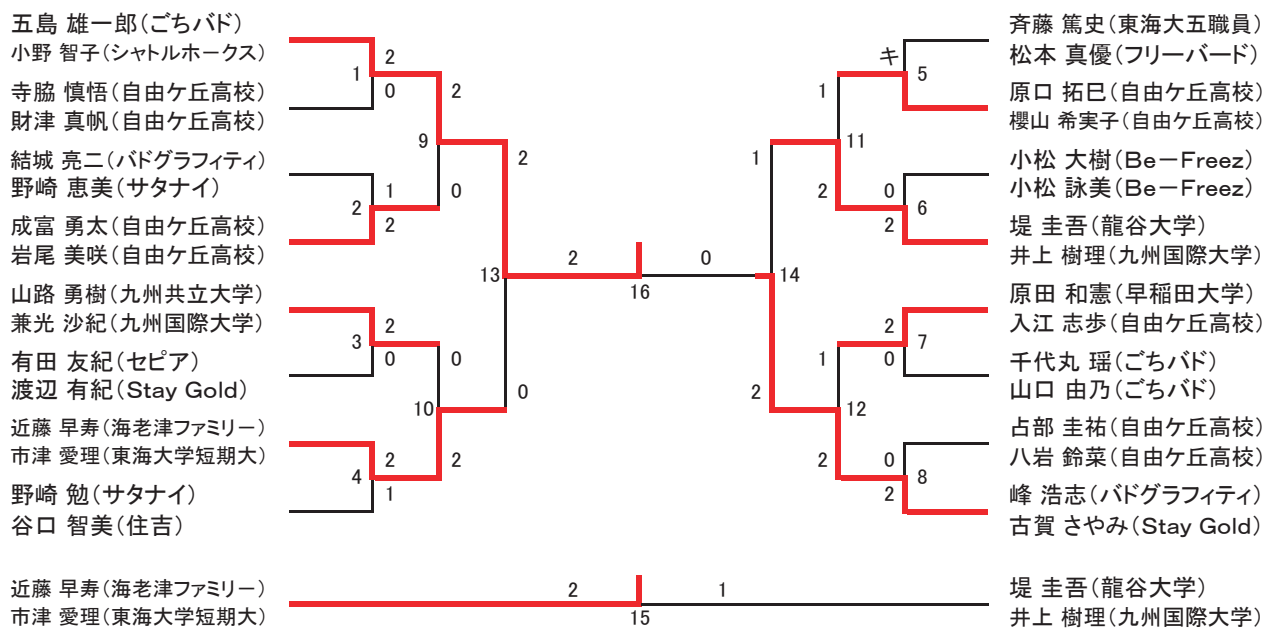 五島 雄一郎(ごちバド)
小野 智子(シャトルホークス)
2
1
0
寺脇 慎悟(自由ケ丘高校)
財津 真帆(自由ケ丘高校)
2
9
0
結城 亮二(バドグラフィティ)
野崎 恵美(サタナイ)
1
2
2
成富 勇太(自由ケ丘高校)
岩尾 美咲(自由ケ丘高校)
2
13
0
山路 勇樹(九州共立大学)
兼光 沙紀(九州国際大学)
2
3
0
有田 友紀(セピア)
渡辺 有紀(Stay Gold)
0
10
2
近藤 早寿(海老津ファミリー)
市津 愛理(東海大学短期大)
2
4
1
野崎 勉(サタナイ)
谷口 智美(住吉)
2
16
0
斉藤 篤史(東海大五職員)
松本 真優(フリーバード)
キ
5
原口 拓巳(自由ケ丘高校)
櫻山 希実子(自由ケ丘高校)
1
11
2
小松 大樹(Be-Freez)
小松 詠美(Be-Freez)
0
6
2
堤 圭吾(龍谷大学)
井上 樹理(九州国際大学)
1
14
2
原田 和憲(早稲田大学)
入江 志歩(自由ケ丘高校)
2
7
0
千代丸 瑶(ごちバド)
山口 由乃(ごちバド)
1
12
2
占部 圭祐(自由ケ丘高校)
八岩 鈴菜(自由ケ丘高校)
0
8
2
峰 浩志(バドグラフィティ)
古賀 さやみ(Stay Gold)
近藤 早寿(海老津ファミリー)
市津 愛理(東海大学短期大)
2
15
1
堤 圭吾(龍谷大学)
井上 樹理(九州国際大学)